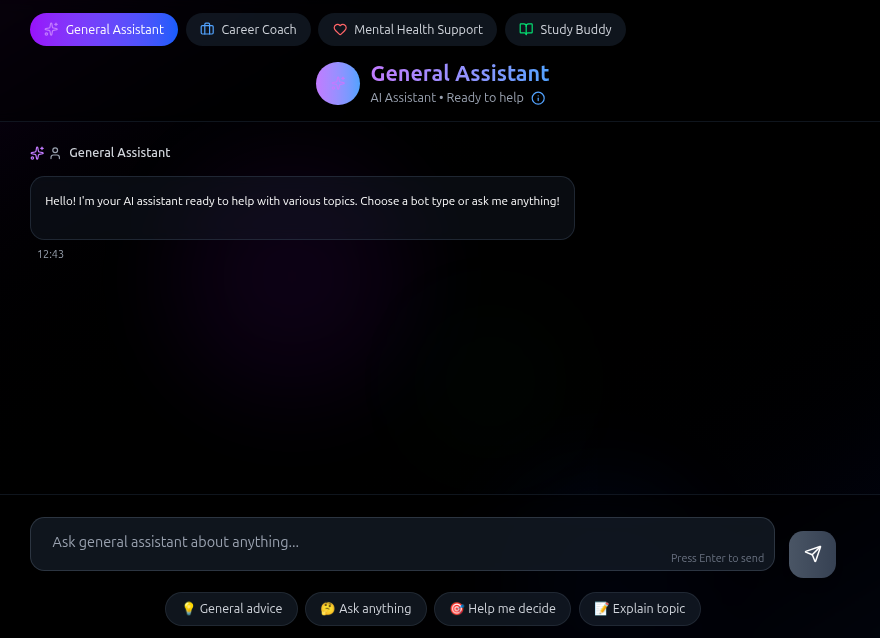 General Assistant
Career Coach
Mental Health Support
Study Buddy
General Assistant
AI Assistant • Ready to help
General Assistant
Hello! I'm your AI assistant ready to help with various topics. Choose a bot type or ask me anything!
12:43
Ask general assistant about anything...
Press Enter to send
💡 General advice
🤔 Ask anything
🎯 Help me decide
📝 Explain topic